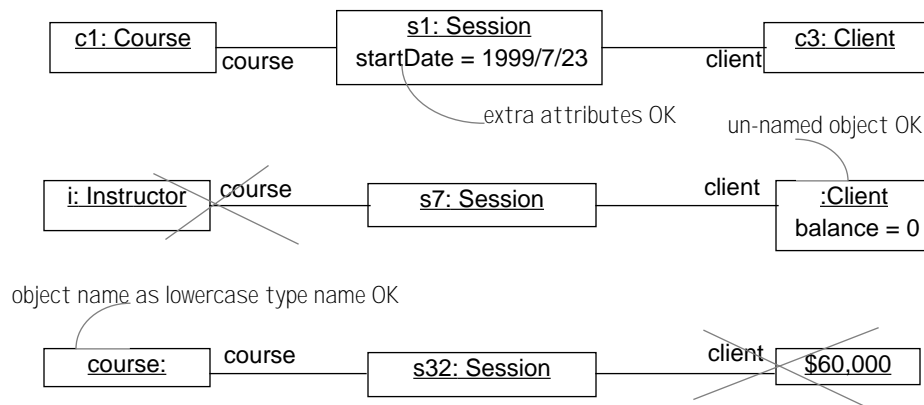 c1: Course
course
s1: Session
startDate = 1999/7/23
client
c3: Client
extra attributes OK
un-named object OK
i: Instructor
course
s7: Session
client
:Client
balance = 0
object name as lowercase type name OK
course:
course
s32: Session
client
$60,000